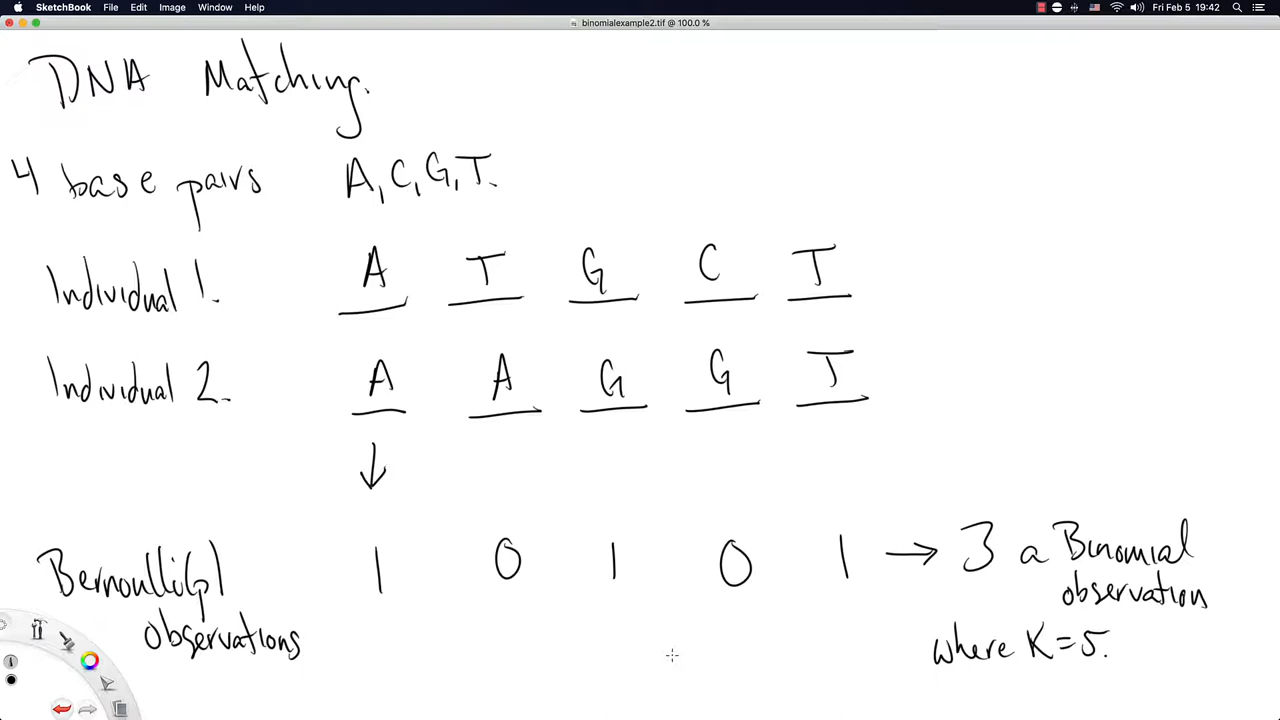 SketchBook File Edit Image Window Help Fri Feb 5 19:42
binomialexample2.tif @ 100.0 %
DNA Matching.
4 base pairs A, C, G, T.
Individual 1. A T G C T
Individual 2. A A G G T
Bernoulli(p) 1 0 1 0 1 → 3 a Binomial
observations observation
where K=5.